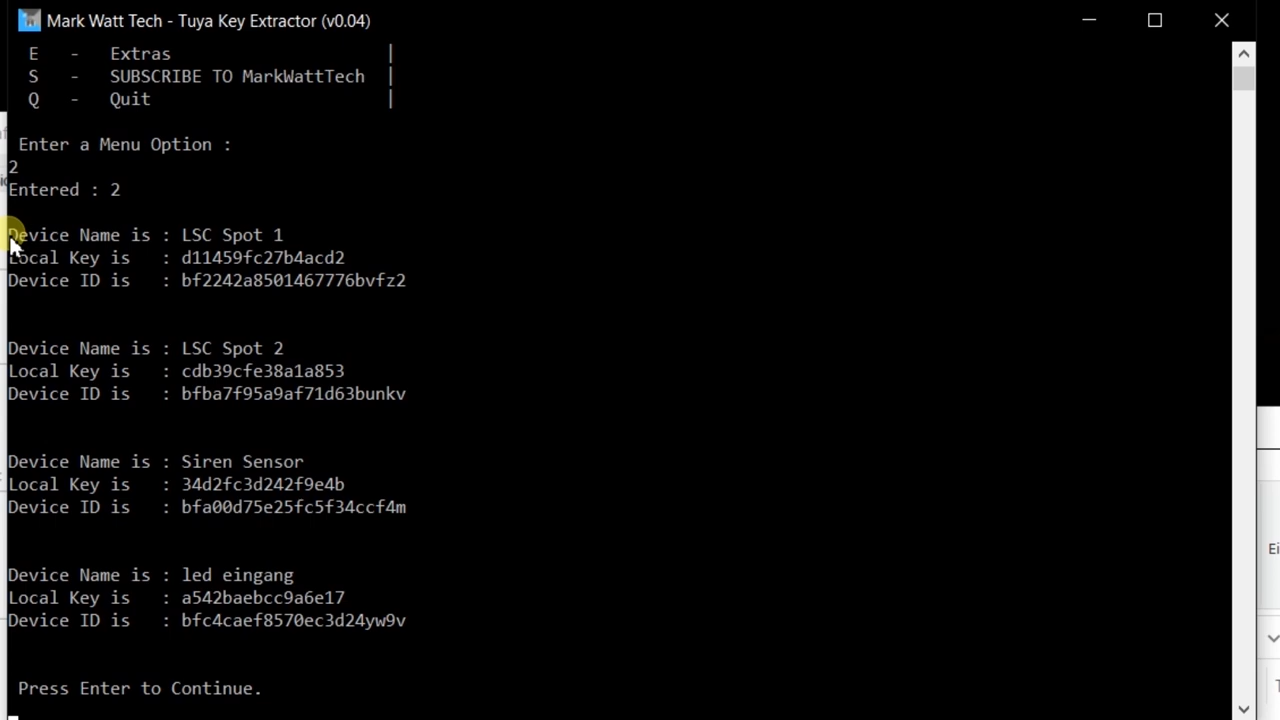 Mark Watt Tech - Tuya Key Extractor (v0.04)
E - Extras |
S - SUBSCRIBE TO MarkWattTech |
Q - Quit |
Enter a Menu Option :
2
Entered : 2
Device Name is : LSC Spot 1
Local Key is : d11459fc27b4acd2
Device ID is : bf2242a8501467776bvfz2
Device Name is : LSC Spot 2
Local Key is : cdb39cfe38a1a853
Device ID is : bfba7f95a9af71d63bunkv
Device Name is : Siren Sensor
Local Key is : 34d2fc3d242f9e4b
Device ID is : bfa00d75e25fc5f34ccf4m
Device Name is : led eingang
Local Key is : a542baebcc9a6e17
Device ID is : bfc4caef8570ec3d24yw9v
Press Enter to Continue.